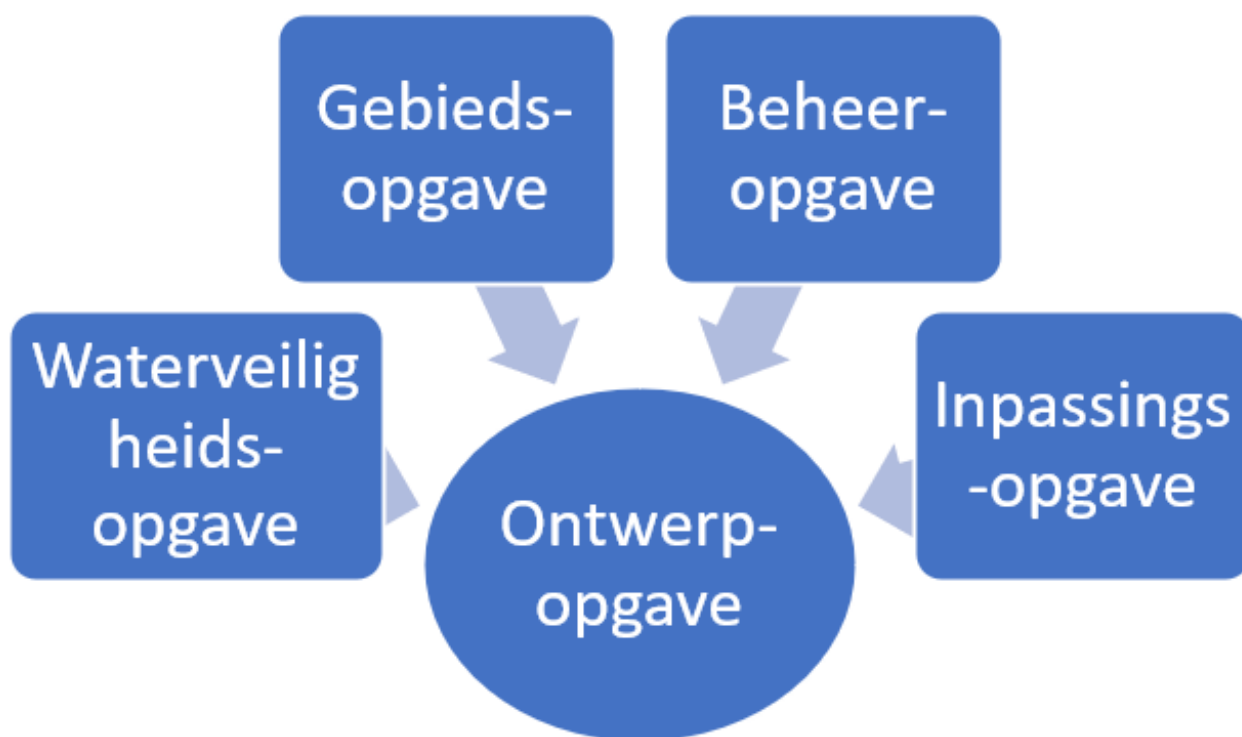 Gebieds-
opgave
Beheer-
opgave
Waterveilig
heids-
opgave
Inpassings
-opgave
Ontwerp-
opgave